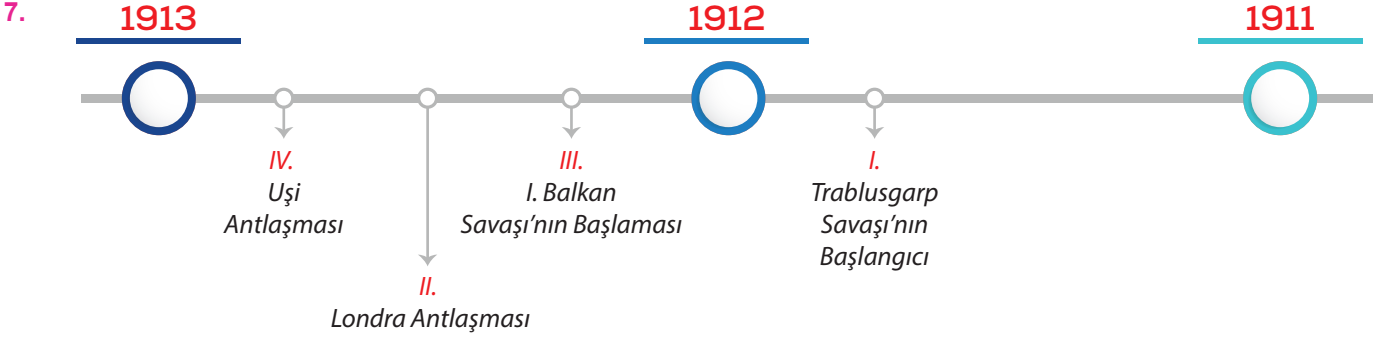 7.
1913
1912
1911
IV.
Uşi
Antlaşması
II.
Londra Antlaşması
III.
I. Balkan
Savaşı’nın Başlaması
I.
Trablusgarp
Savaşı’nın
Başlangıcı